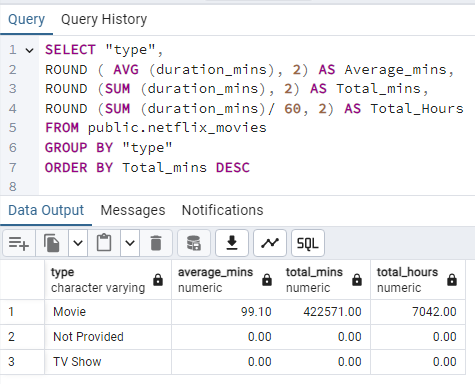 Query Query History
1 SELECT "type",
2 ROUND ( AVG (duration_mins), 2) AS Average_mins,
3 ROUND (SUM (duration_mins), 2) AS Total_mins,
4 ROUND (SUM (duration_mins)/ 60, 2) AS Total_Hours
5 FROM public.netflix_movies
6 GROUP BY "type"
7 ORDER BY Total_mins DESC
8
Data Output Messages Notifications
SQL
type average_mins total_mins total_hours
character varying numeric numeric numeric
1 Movie 99.10 422571.00 7042.00
2 Not Provided 0.00 0.00 0.00
3 TV Show 0.00 0.00 0.00